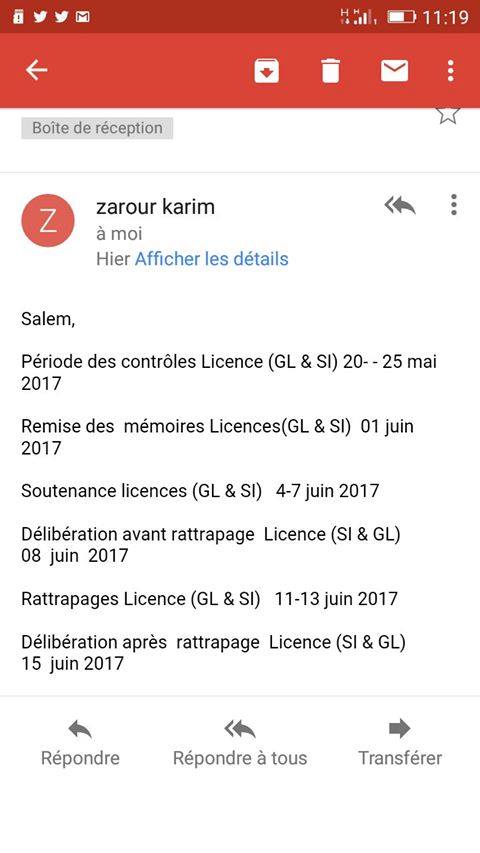 11:19
Boîte de réception
Z
zarour karim
à moi
Hier Afficher les détails
Salem,
Période des contrôles Licence (GL & SI) 20- - 25 mai
2017
Remise des  mémoires Licences(GL & SI)  01 juin
2017
Soutenance licences (GL & SI)   4-7 juin 2017
Délibération avant rattrapage  Licence (SI & GL)
08  juin  2017
Rattrapages Licence (GL & SI)   11-13 juin 2017
Délibération après  rattrapage  Licence (SI & GL)
15  juin 2017
Répondre
Répondre à tous
Transférer